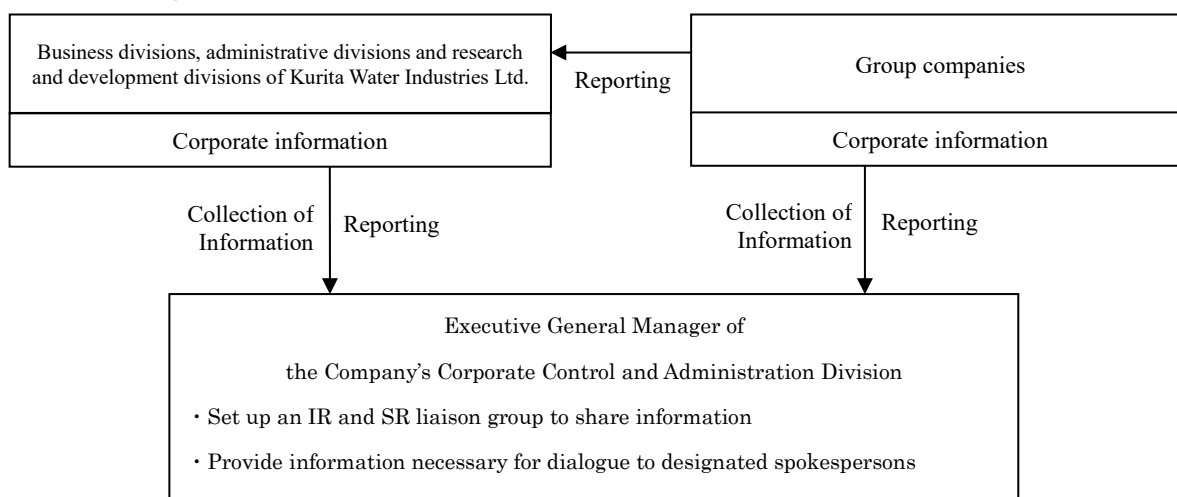 Business divisions, administrative divisions and research
and development divisions of Kurita Water Industries Ltd.
Reporting
Group companies
Corporate information
Corporate information
Collection of
Information
Reporting
Collection of
Information
Reporting
Executive General Manager of
the Company's Corporate Control and Administration Division
・Set up an IR and SR liaison group to share information
・Provide information necessary for dialogue to designated spokespersons